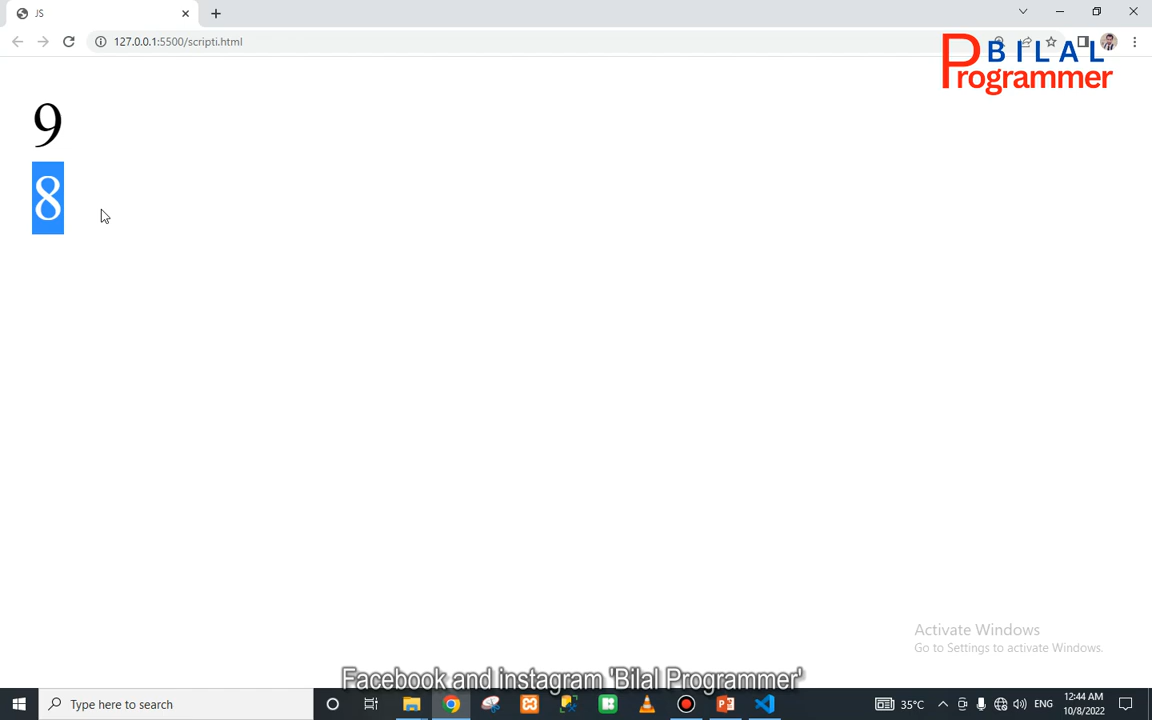 JS
127.0.0.1:5500/scripti.html
BILAL
Programmer
9
8
Activate Windows
Go to Settings to activate Windows.
Facebook and instagram 'Bilal Programmer'
Type here to search
35°C
ENG
12:44 AM
10/8/2022